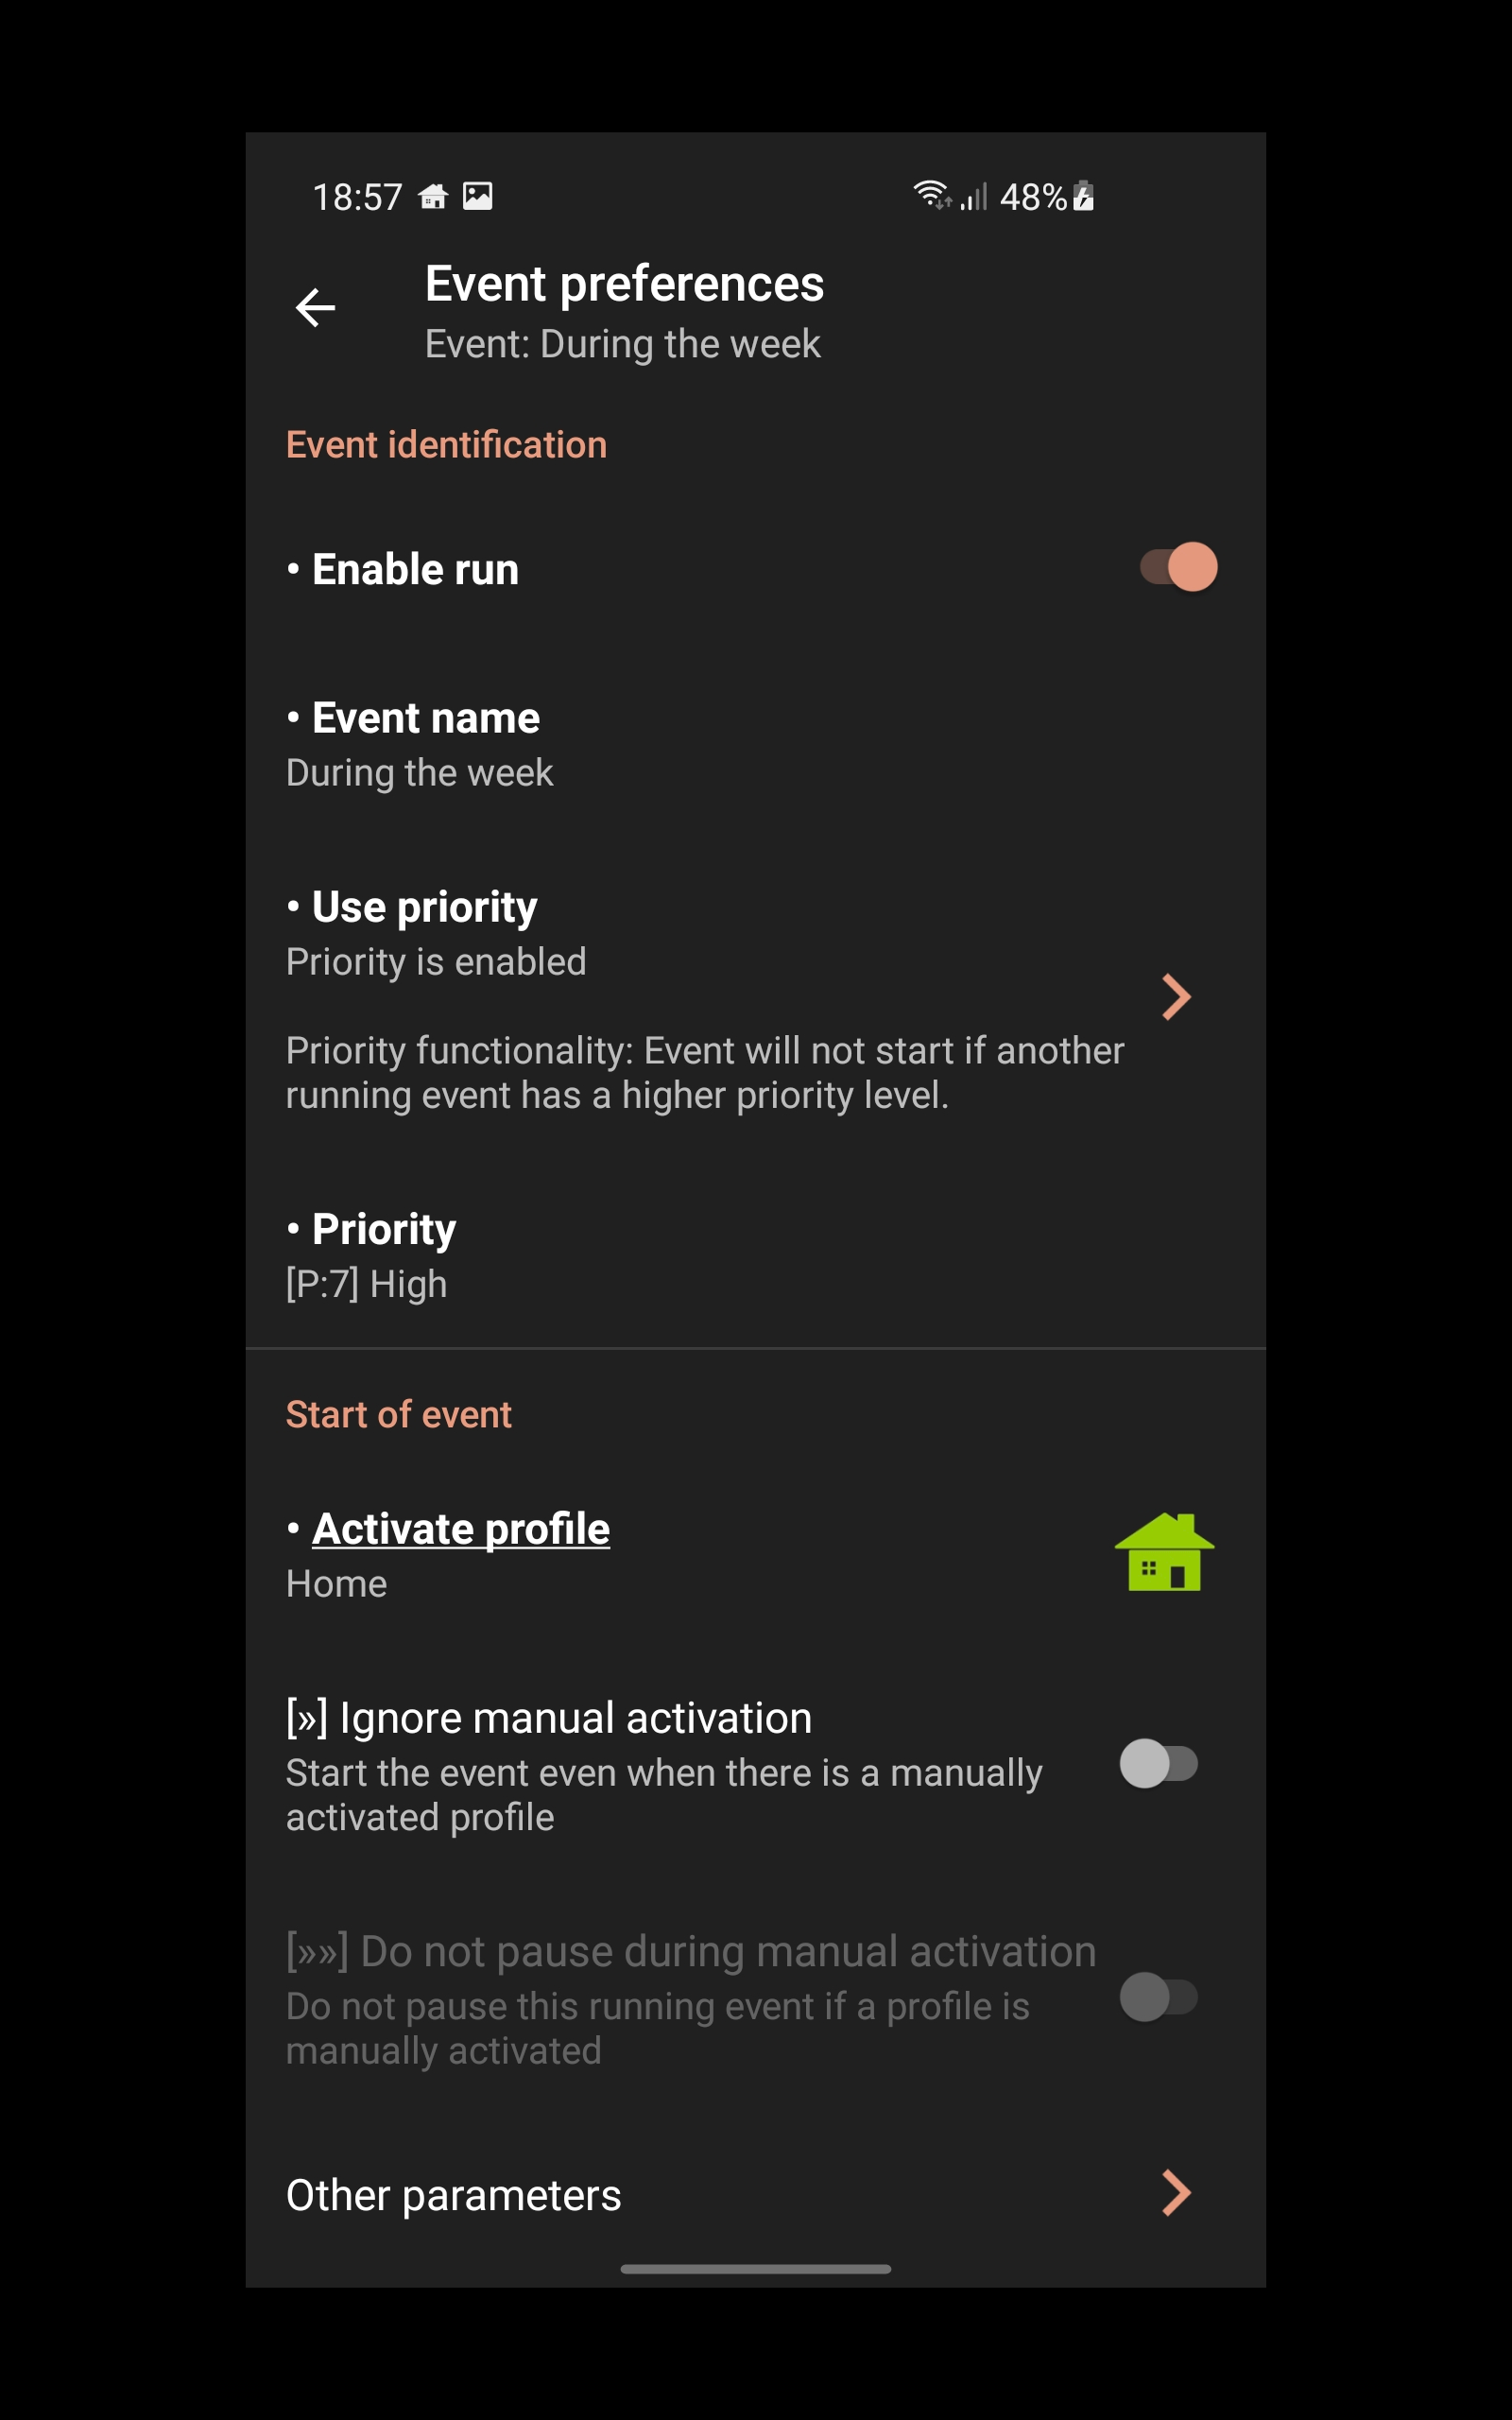 18:57
48%
Event preferences
Event: During the week
Event identification
• Enable run
• Event name
During the week
• Use priority
Priority is enabled
Priority functionality: Event will not start if another
running event has a higher priority level.
• Priority
[P:7] High
Start of event
• Activate profile
Home
[»] Ignore manual activation
Start the event even when there is a manually
activated profile
[»»] Do not pause during manual activation
Do not pause this running event if a profile is
manually activated
Other parameters